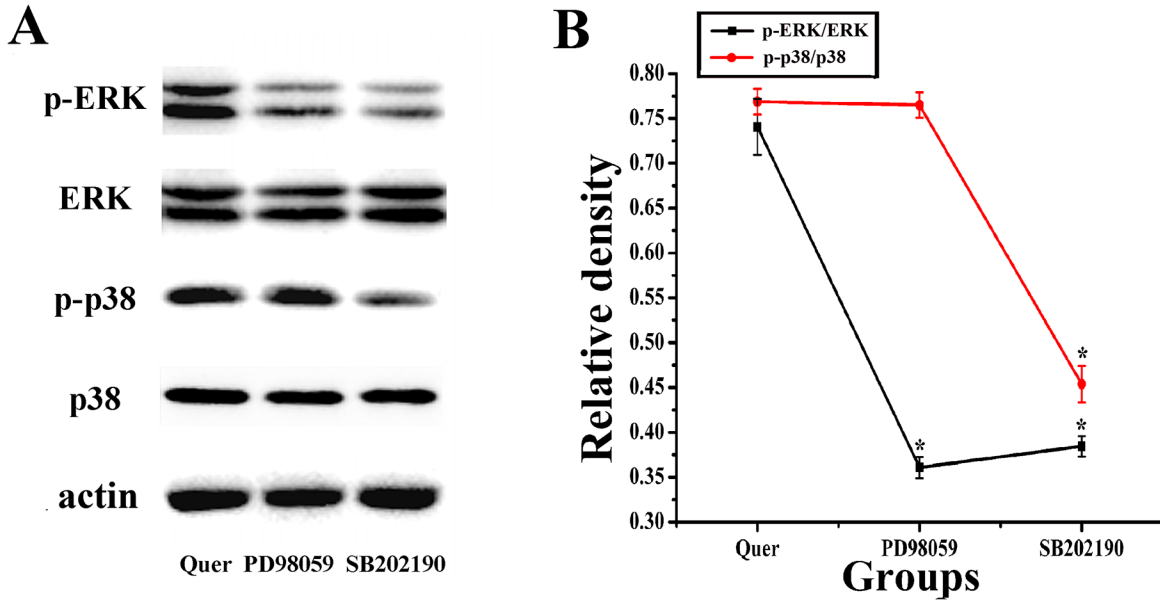 A
p-ERK
ERK
p-p38
p38
actin
Quer PD98059 SB202190
B
p-ERK/ERK
p-p38/p38
Relative density
0.80
0.75
0.70
0.65
0.60
0.55
0.50
0.45
0.40
0.35
0.30
*
*
*
Quer PD98059 SB202190
Groups